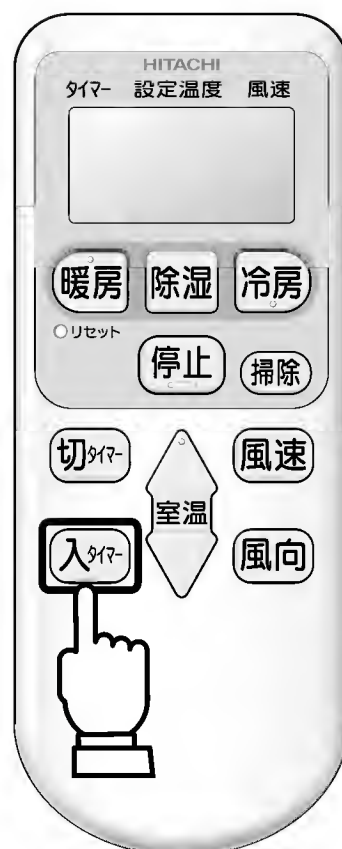 HITACHI
タイマー 設定温度 風速
暖房 除湿 冷房
リセット
停止 掃除
切タイマー 風速
室温
入タイマー 風向